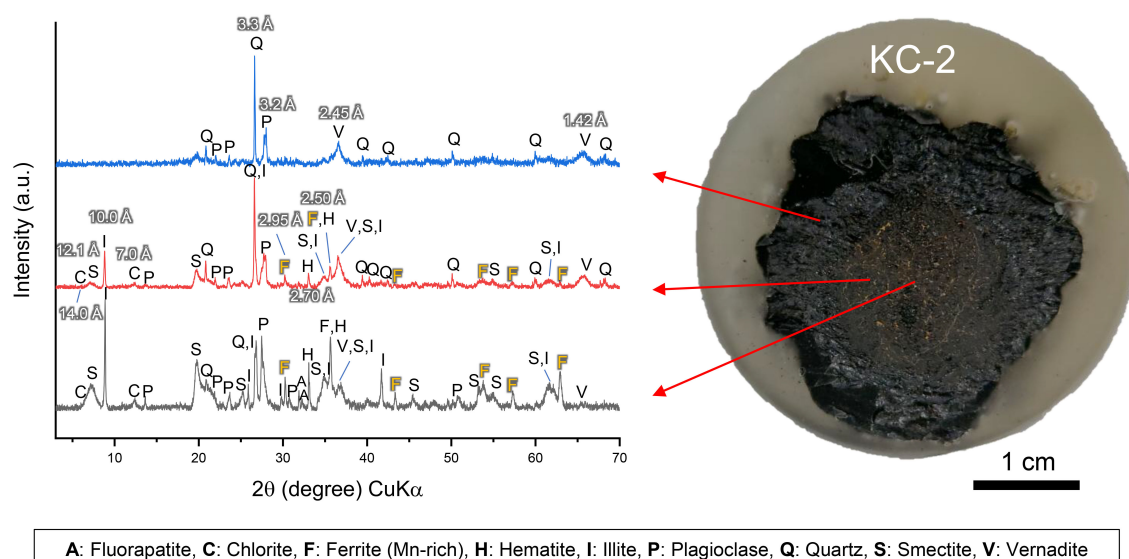 3.3 Å
Q
3.2 Å
P
2.45 Å
V
1.42 Å
V
Q
P
P
Q
Q
Q
Q
Q
Q,I
10.0 Å
I
12.1 Å
7.0 Å
2.95 Å
2.50 Å
F,H
V,S,I
S,I
C
S
C
P
S
Q
P
P
P
F
H
Q
Q
Q
F
Q
F
S
F
Q
S,I
F
V
Q
14.0 Å
2.70 Å
I
C
S
C
P
S
Q
P
P
S
I
Q,I
P
I
F
P
A
A
H
S,I
F,H
V,S,I
I
F
S
P
S
F
S
F
S,I
F
V
Intensity (a.u.)
10
20
30
40
50
60
70
2θ (degree) CuKα
KC-2
1 cm
A: Fluorapatite, C: Chlorite, F: Ferrite (Mn-rich), H: Hematite, I: Illite, P: Plagioclase, Q: Quartz, S: Smectite, V: Vernadite